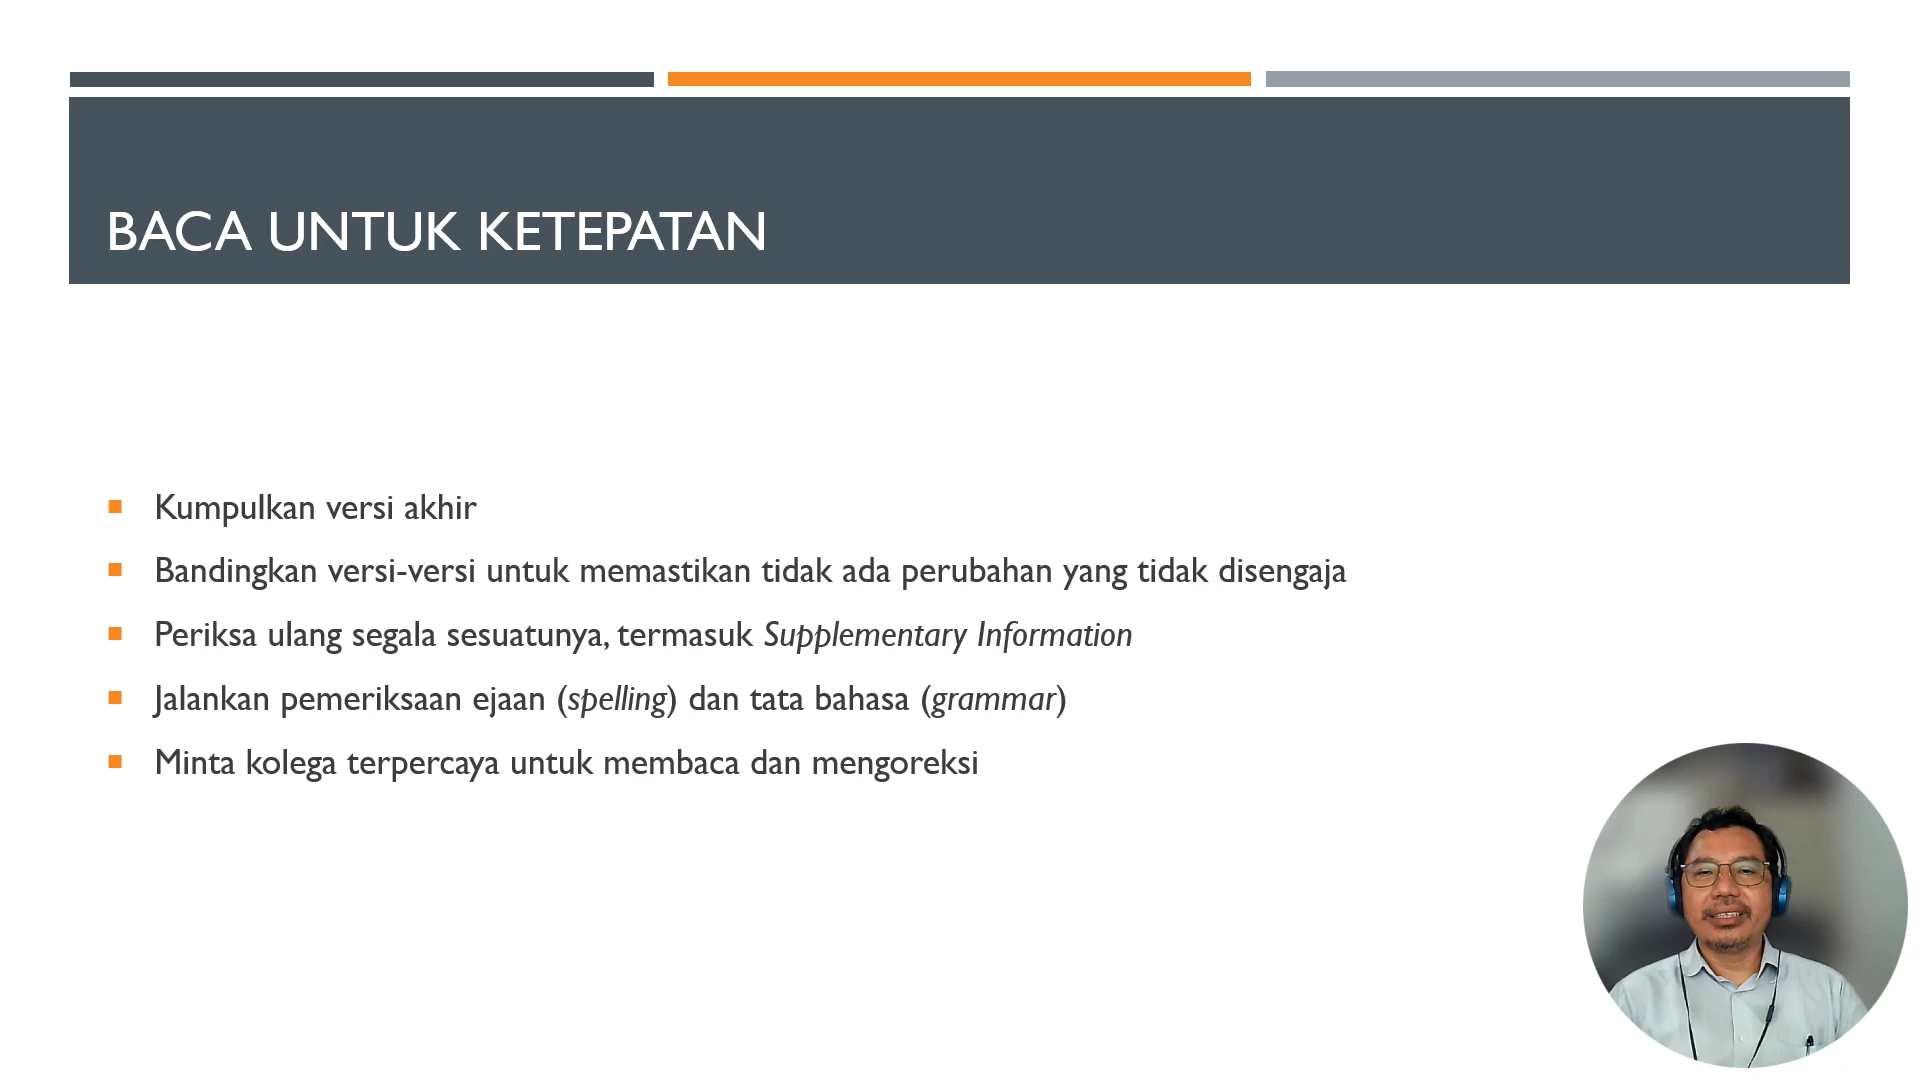 BACA UNTUK KETEPATAN
Kumpulkan versi akhir
Bandingkan versi-versi untuk memastikan tidak ada perubahan yang tidak disengaja
Periksa ulang segala sesuatunya, termasuk Supplementary Information
Jalankan pemeriksaan ejaan (spelling) dan tata bahasa (grammar)
Minta kolega terpercaya untuk membaca dan mengoreksi